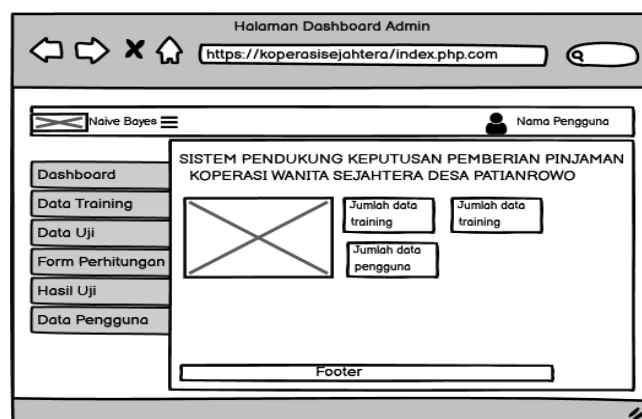 Halaman Dashboard Admin
https://koperasisejahtera/index.php.com
Naive Bayes
Nama Pengguna
Dashboard
Data Training
Data Uji
Form Perhitungan
Hasil Uji
Data Pengguna
SISTEM PENDUKUNG KEPUTUSAN PEMBERIAN PINJAMAN
KOPERASI WANITA SEJAHTERA DESA PATIANROWO
Jumlah data
training
Jumlah data
training
Jumlah data
pengguna
Footer